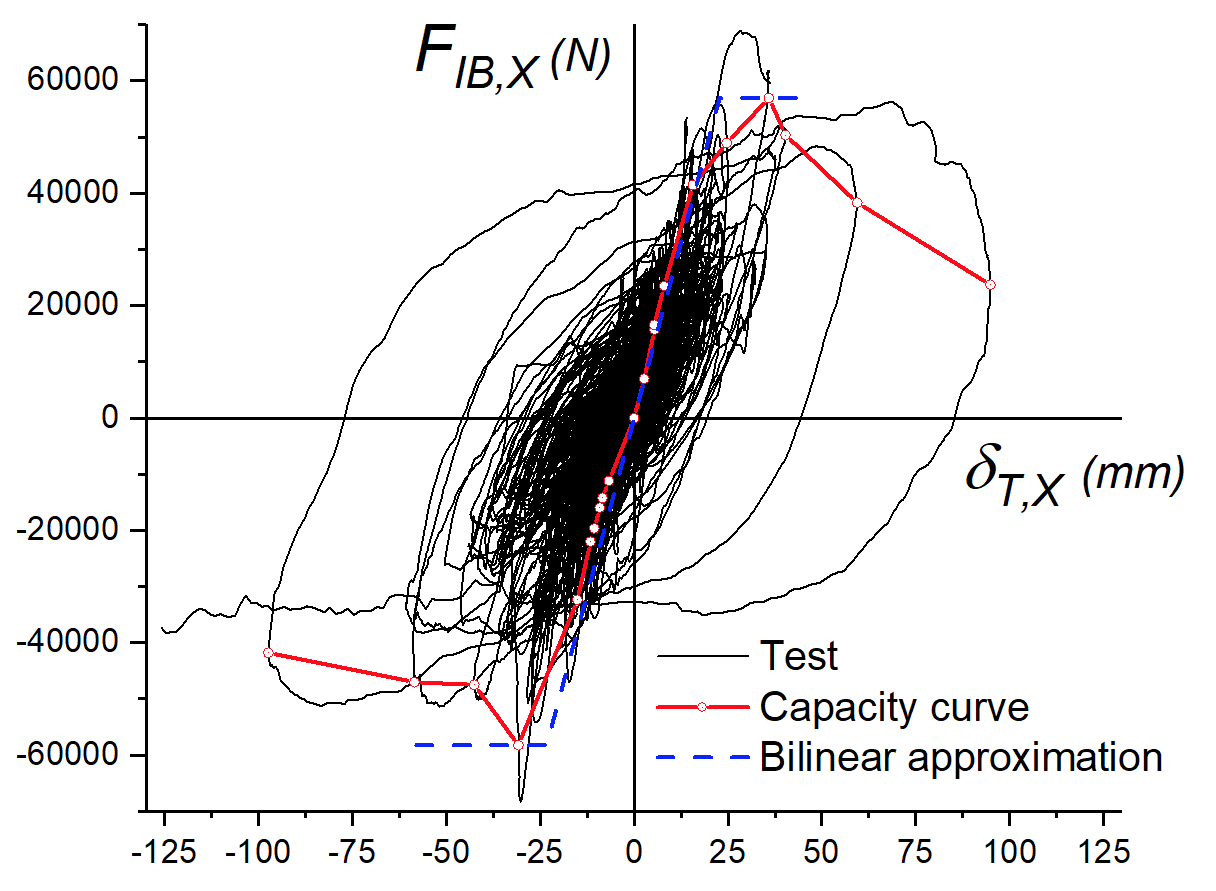 F_IB,X (N)
60000
40000
20000
0
-20000
-40000
-60000
δ_T,X (mm)
Test
Capacity curve
Bilinear approximation
-125 -100 -75 -50 -25 0 25 50 75 100 125